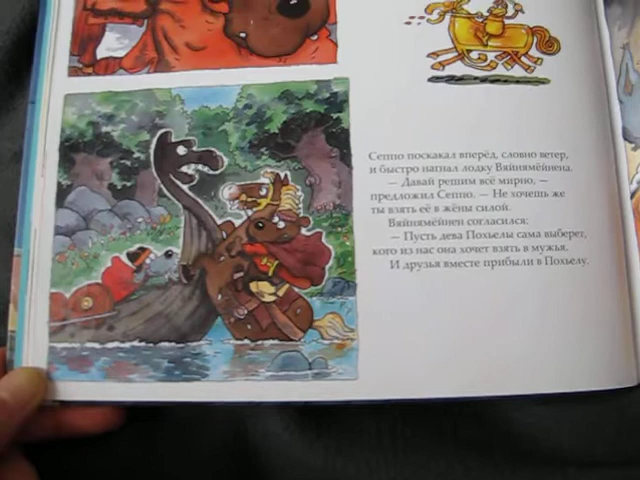 Сеппо поскакал вперёд, словно ветер,
и быстро нагнал лодку Вяйнямёйнена.
— Давай решим всё мирно, —
предложил Сеппо. — Не хочешь же
ты взять её в жёны силой.
Вяйнямёйнен согласился:
— Пусть дева Похьелы сама выберет,
кого из нас она хочет взять в мужья.
И друзья вместе прибыли в Похьелу.